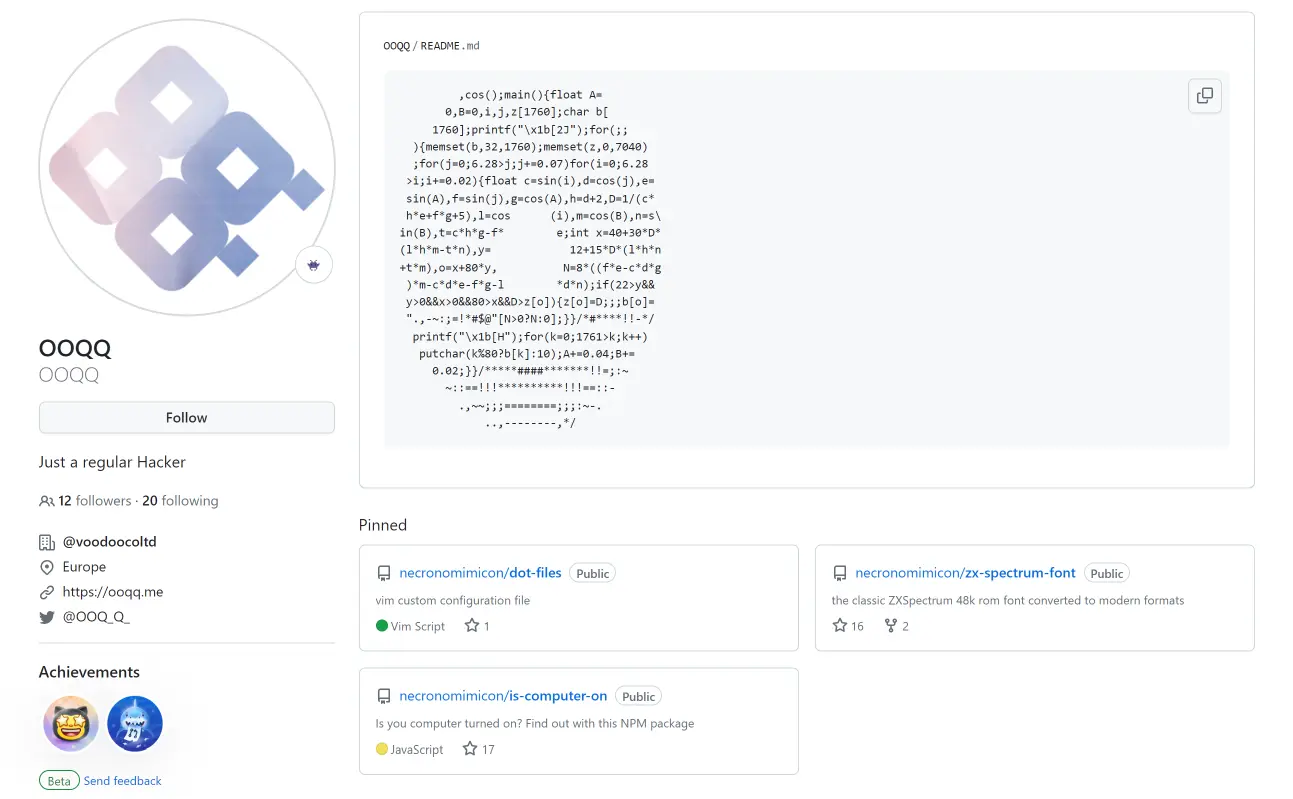 OOQQ
OOQQ
Follow
Just a regular Hacker
12 followers · 20 following
@voodoocoltd
Europe
https://ooqq.me
@OOQ_Q_
Achievements
Beta Send feedback
OOQQ / README.md
         ,cos();main(){float A=
       0,B=0,i,j,z[1760];char b[
     1760];printf("\x1b[2J");for(;;
  ){memset(b,32,1760);memset(z,0,7040)
  ;for(j=0;6.28>j;j+=0.07)for(i=0;6.28
 >i;i+=0.02){float c=sin(i),d=cos(j),e=
 sin(A),f=sin(j),g=cos(A),h=d+2,D=1/(c*
 h*e+f*g+5),l=cos      (i),m=cos(B),n=s\
in(B),t=c*h*g-f*        e;int x=40+30*D*
(l*h*m-t*n),y=            12+15*D*(l*h*n
+t*m),o=x+80*y,          N=8*((f*e-c*d*g
 )*m-c*d*e-f*g-l        *d*n);if(22>y&&
 y>0&&x>0&&80>x&&D>z[o]){z[o]=D;;;b[o]=
 ".,-~:;=!*#$@"[N>0?N:0];}}/*#****!!-*/
  printf("\x1b[H");for(k=0;1761>k;k++)
   putchar(k%80?b[k]:10);A+=0.04;B+=
     0.02;}}/*****####*******!!=;:~
       ~::==!!!**********!!!==::-
         .,~~;;;========;;;:~-.
             ..,--------,*/
Pinned
necronomimicon/dot-files Public
vim custom configuration file
Vim Script 1
necronomimicon/zx-spectrum-font Public
the classic ZXSpectrum 48k rom font converted to modern formats
16 2
necronomimicon/is-computer-on Public
Is you computer turned on? Find out with this NPM package
JavaScript 17